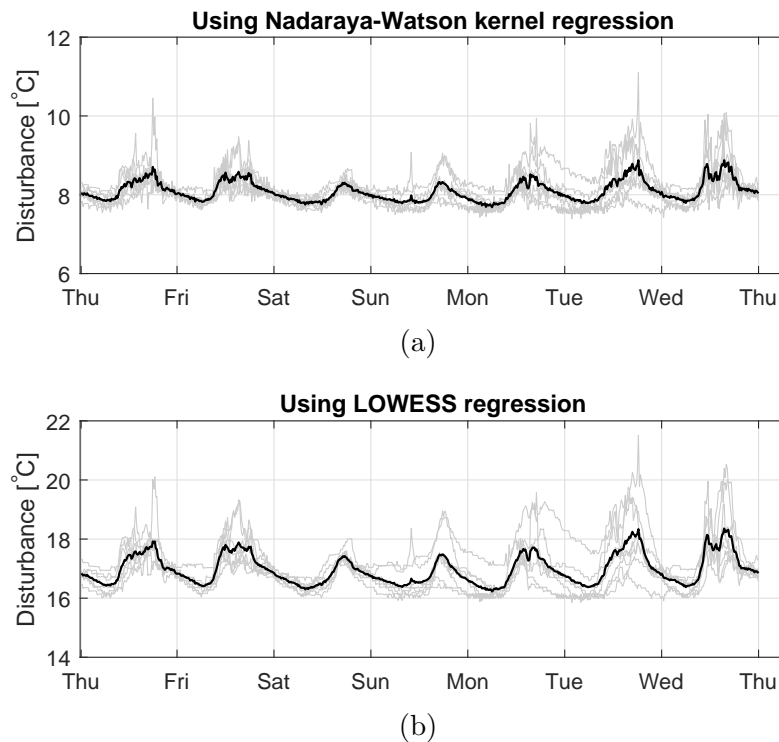 Using Nadaraya-Watson kernel regression
12
10
8
6
Disturbance [°C]
Thu Fri Sat Sun Mon Tue Wed Thu
(a)
Using LOWESS regression
22
20
18
16
14
Disturbance [°C]
Thu Fri Sat Sun Mon Tue Wed Thu
(b)